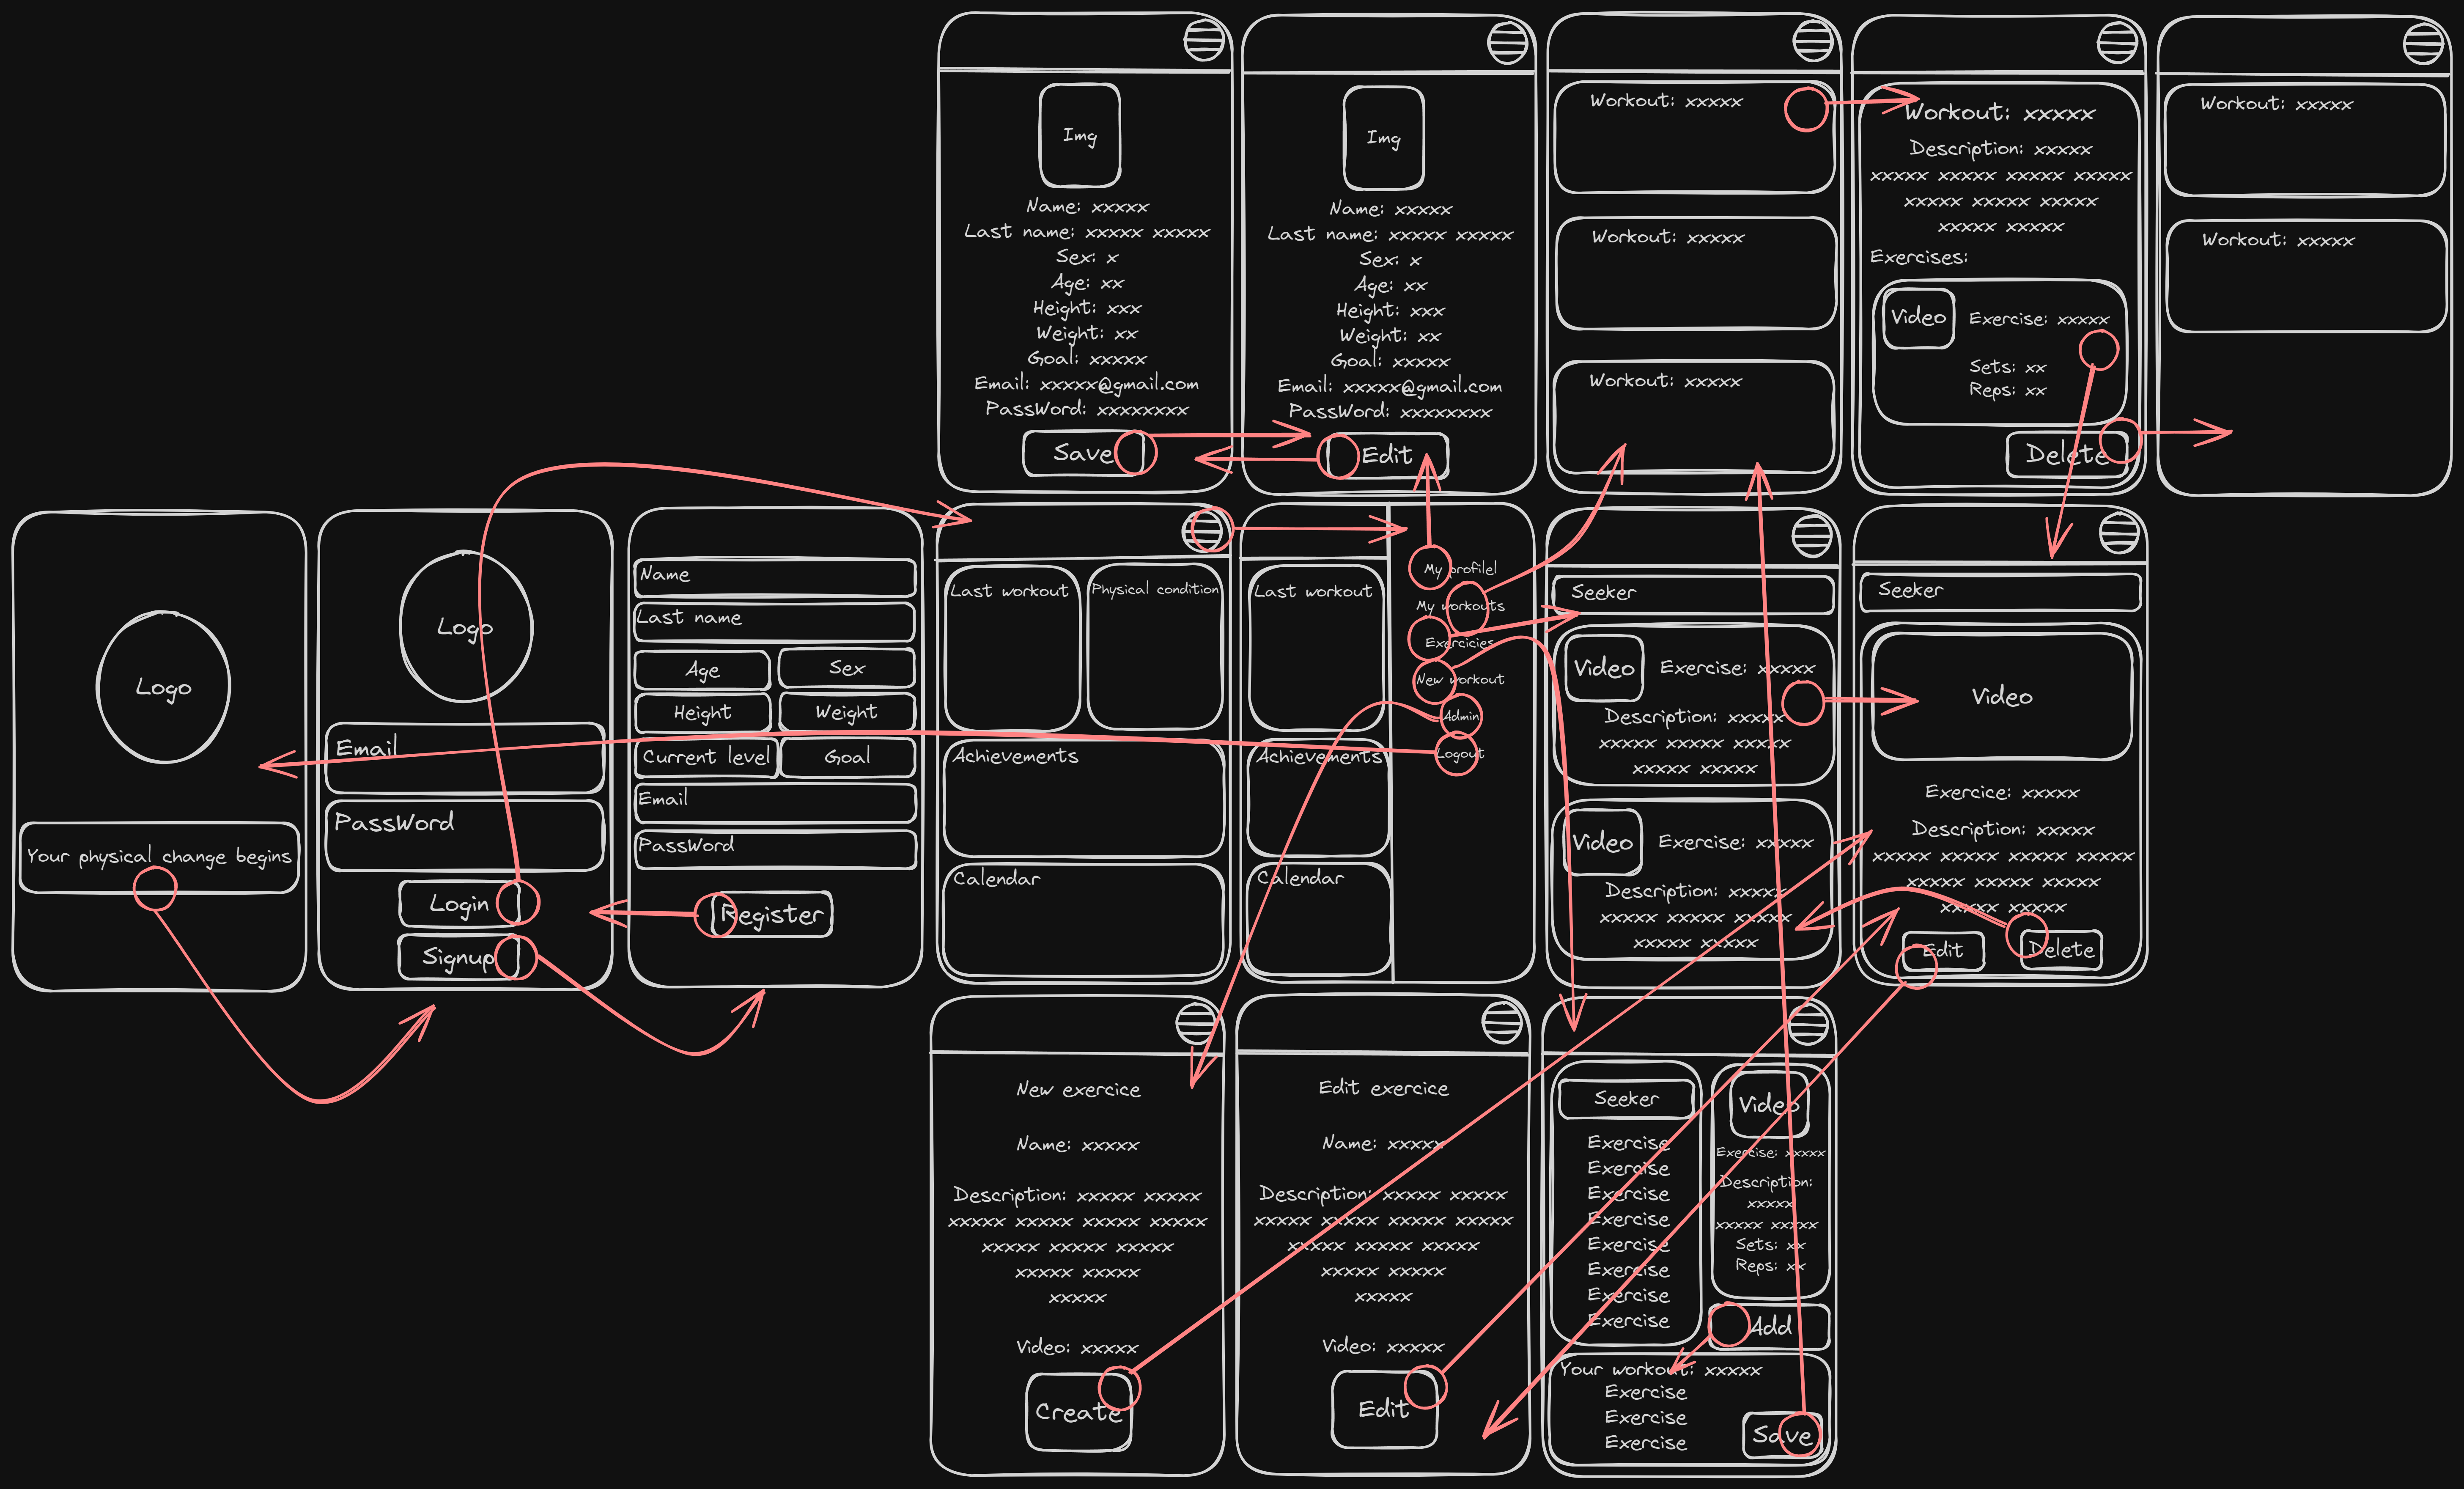 Img
Name: xxxxx
Last name: xxxxx xxxxx
Sex: x
Age: xx
Height: xxx
Weight: xx
Goal: xxxxx
Email: xxxxx@gmail.com
PassWord: xxxxxxxx
Save
Img
Name: xxxxx
Last name: xxxxx xxxxx
Sex: x
Age: xx
Height: xxx
Weight: xx
Goal: xxxxx
Email: xxxxx@gmail.com
PassWord: xxxxxxxx
Edit
Workout: xxxxx
Workout: xxxxx
Workout: xxxxx
Workout: xxxxx
Description: xxxxx
xxxxx xxxxx xxxxx xxxxx
xxxxx xxxxx xxxxx
xxxxx xxxxx
Exercises:
Video
Exercise: xxxxx
Sets: xx
Reps: xx
Delete
Workout: xxxxx
Workout: xxxxx
Logo
Your physical change begins
Logo
Email
PassWord
Login
Signup
Name
Last name
Age
Sex
Height
Weight
Current level
Goal
Email
PassWord
Register
Last workout
Physical condition
Achievements
Calendar
Last workout
Achievements
Calendar
My profile!
My workouts
Exercicies
New workout
Admin
Logout
Seeker
Video
Exercise: xxxxx
Description: xxxxx
xxxxx xxxxx xxxxx
xxxxx xxxxx
Video
Exercise: xxxxx
Description: xxxxx
xxxxx xxxxx xxxxx
xxxxx xxxxx
Seeker
Video
Exercice: xxxxx
Description: xxxxx
xxxxx xxxxx xxxxx xxxxx
xxxxx xxxxx xxxxx
xxxxx xxxxx
Edit
Delete
New exercice
Name: xxxxx
Description: xxxxx xxxxx
xxxxx xxxxx xxxxx xxxxx
xxxxx xxxxx xxxxx
xxxxx xxxxx
xxxxx
Video: xxxxx
Create
Edit exercice
Name: xxxxx
Description: xxxxx xxxxx
xxxxx xxxxx xxxxx xxxxx
xxxxx xxxxx xxxxx
xxxxx xxxxx
xxxxx
Video: xxxxx
Edit
Seeker
Exercise
Exercise
Exercise
Exercise
Exercise
Exercise
Exercise
Exercise
Video
Exercise: xxxxx
Description:
xxxxx
xxxxx xxxxx
Sets: xx
Reps: xx
Add
Your workout: xxxxx
Exercise
Exercise
Exercise
Save